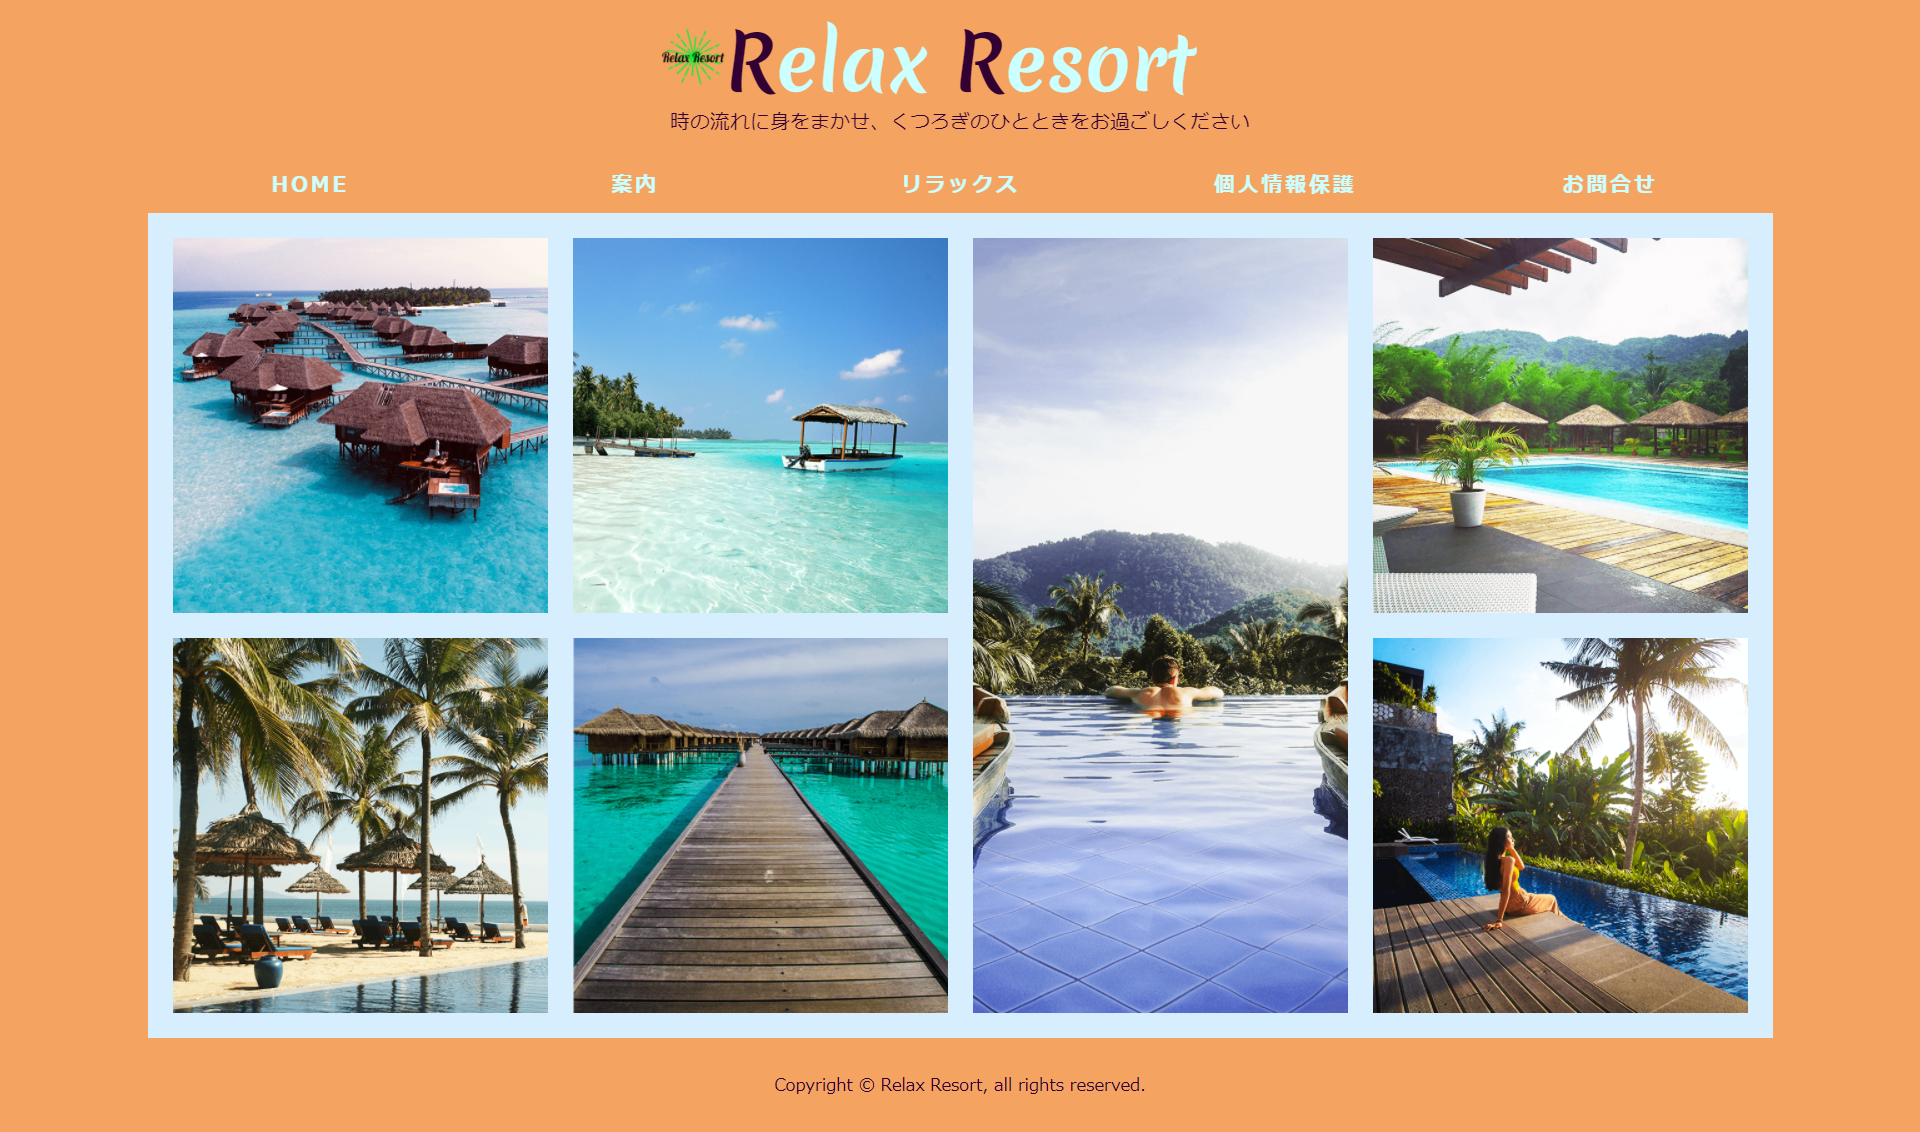 Relax Resort
Relax Resort
時の流れに身をまかせ、くつろぎのひとときをお過ごしください
HOME
案内
リラックス
個人情報保護
お問合せ
Copyright © Relax Resort, all rights reserved.